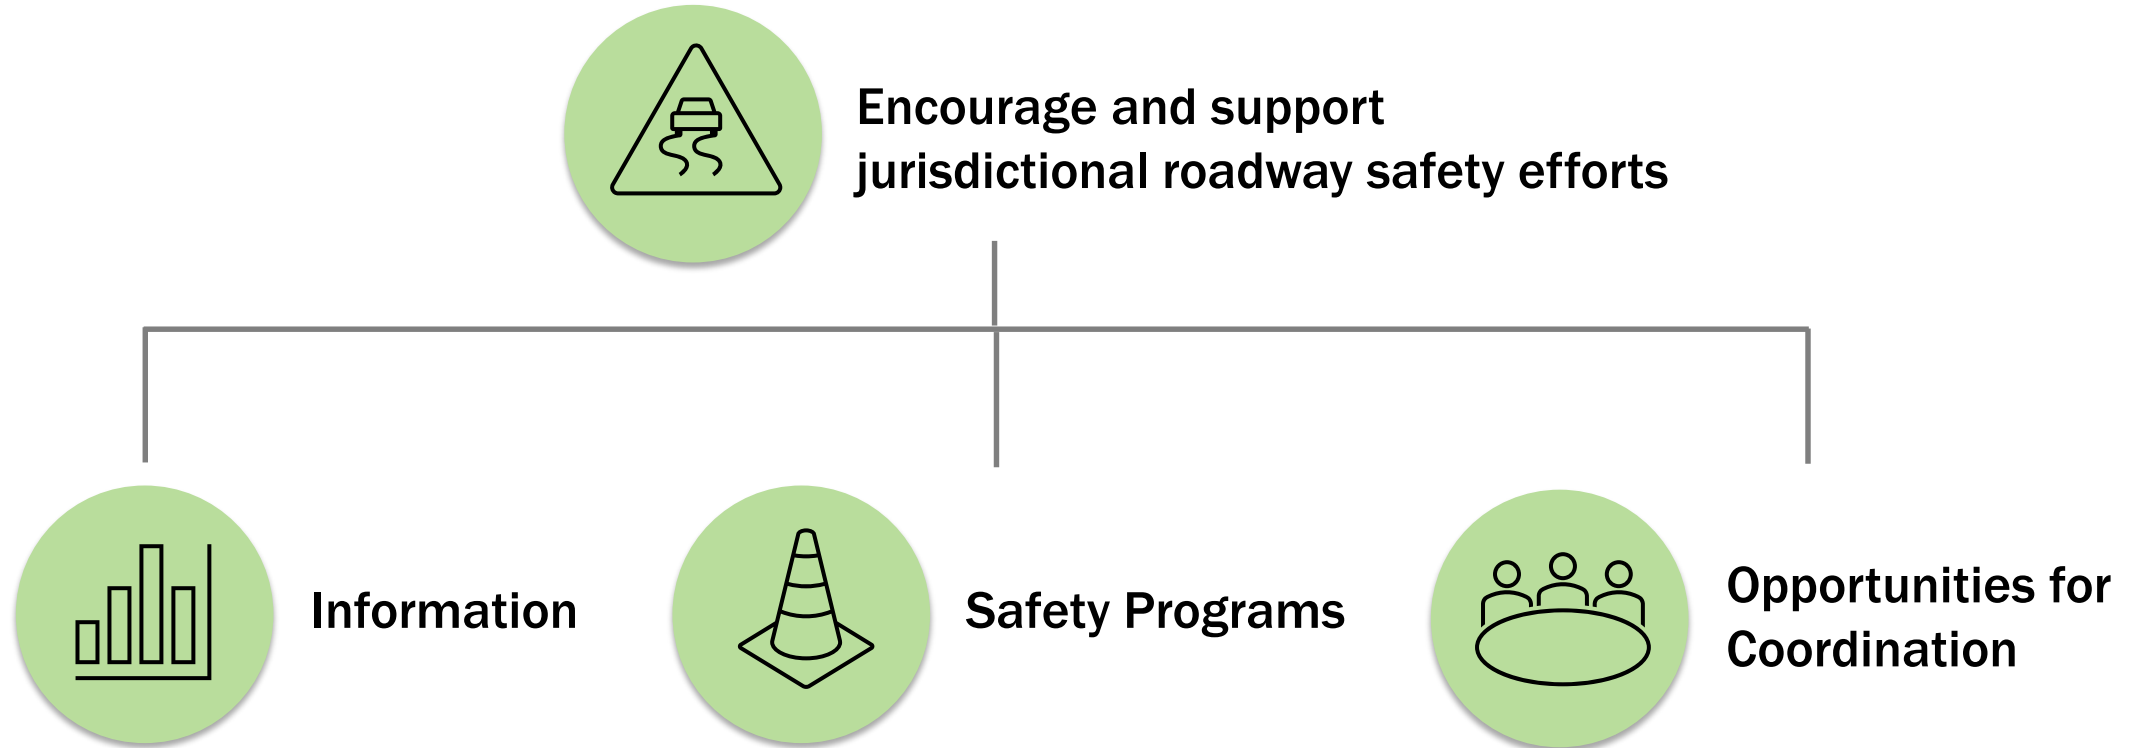 Encourage and support
jurisdictional roadway safety efforts
Information
Safety Programs
Opportunities for
Coordination